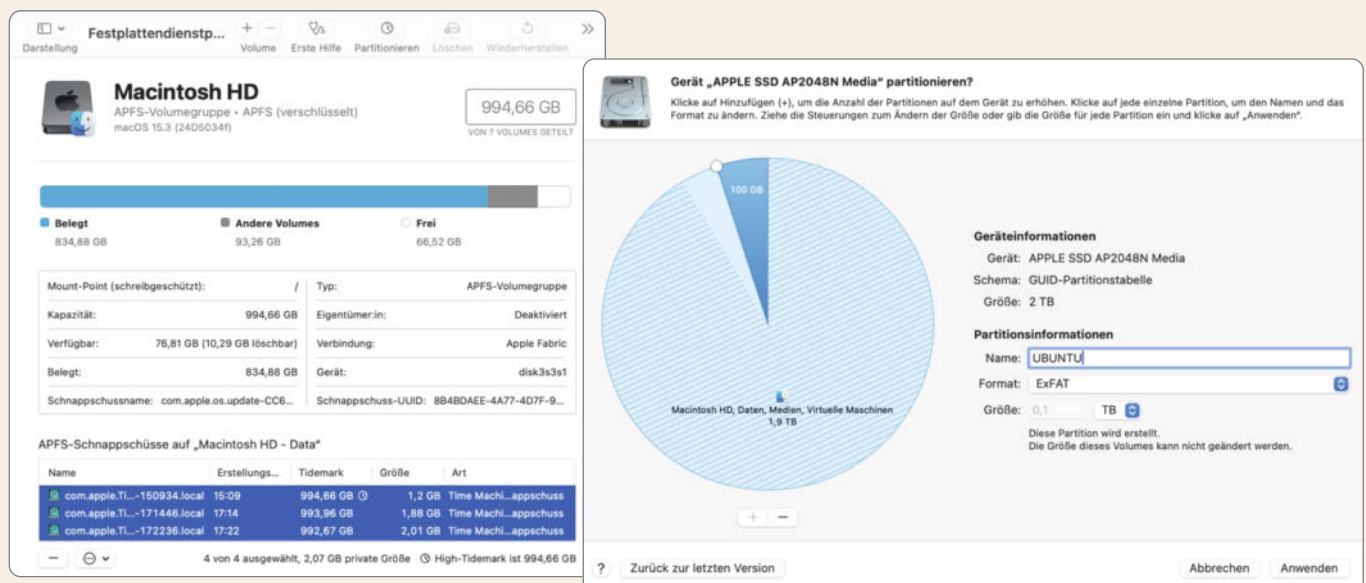 Festplattendienstp...
Darstellung Volume Erste Hilfe Partitionieren Löschen Wiederherstellen
Macintosh HD
APFS-Volumegruppe • APFS (verschlüsselt)
macOS 15.3 (24D5034f)
994,66 GB
VON 7 VOLUMES GETEILT
Belegt Andere Volumes Frei
834,88 GB 93,26 GB 66,52 GB
Mount-Point (schreibgeschützt): / Typ: APFS-Volumegruppe
Kapazität: 994,66 GB Eigentümer:in: Deaktiviert
Verfügbar: 76,81 GB (10,29 GB löschbar) Verbindung: Apple Fabric
Belegt: 834,88 GB Gerät: disk3s3s1
Schnappschussname: com.apple.os.update-CC6... Schnappschuss-UUID: 8B4BDAEE-4A77-4D7F-9...
APFS-Schnappschüsse auf „Macintosh HD - Data"
Name Erstellungs... Tidemark Größe Art
com.apple.Ti...-150934.local 15:09 994,66 GB 1,2 GB Time Machi...appschuss
com.apple.Ti...-171446.local 17:14 993,96 GB 1,88 GB Time Machi...appschuss
com.apple.Ti...-172236.local 17:22 992,67 GB 2,01 GB Time Machi...appschuss
4 von 4 ausgewählt, 2,07 GB private Größe High-Tidemark ist 994,66 GB
Gerät „APPLE SSD AP2048N Media" partitionieren?
Klicke auf Hinzufügen (+), um die Anzahl der Partitionen auf dem Gerät zu erhöhen. Klicke auf jede einzelne Partition, um den Namen und das
Format zu ändern. Ziehe die Steuerungen zum Ändern der Größe oder gib die Größe für jede Partition ein und klicke auf „Anwenden".
100 GB
Macintosh HD, Daten, Medien, Virtuelle Maschinen
1,9 TB
Geräteinformationen
Gerät: APPLE SSD AP2048N Media
Schema: GUID-Partitionstabelle
Größe: 2 TB
Partitionsinformationen
Name: UBUNTU
Format: ExFAT
Größe: 0,1 TB
Diese Partition wird erstellt.
Die Größe dieses Volumes kann nicht geändert werden.
? Zurück zur letzten Version Abbrechen Anwenden